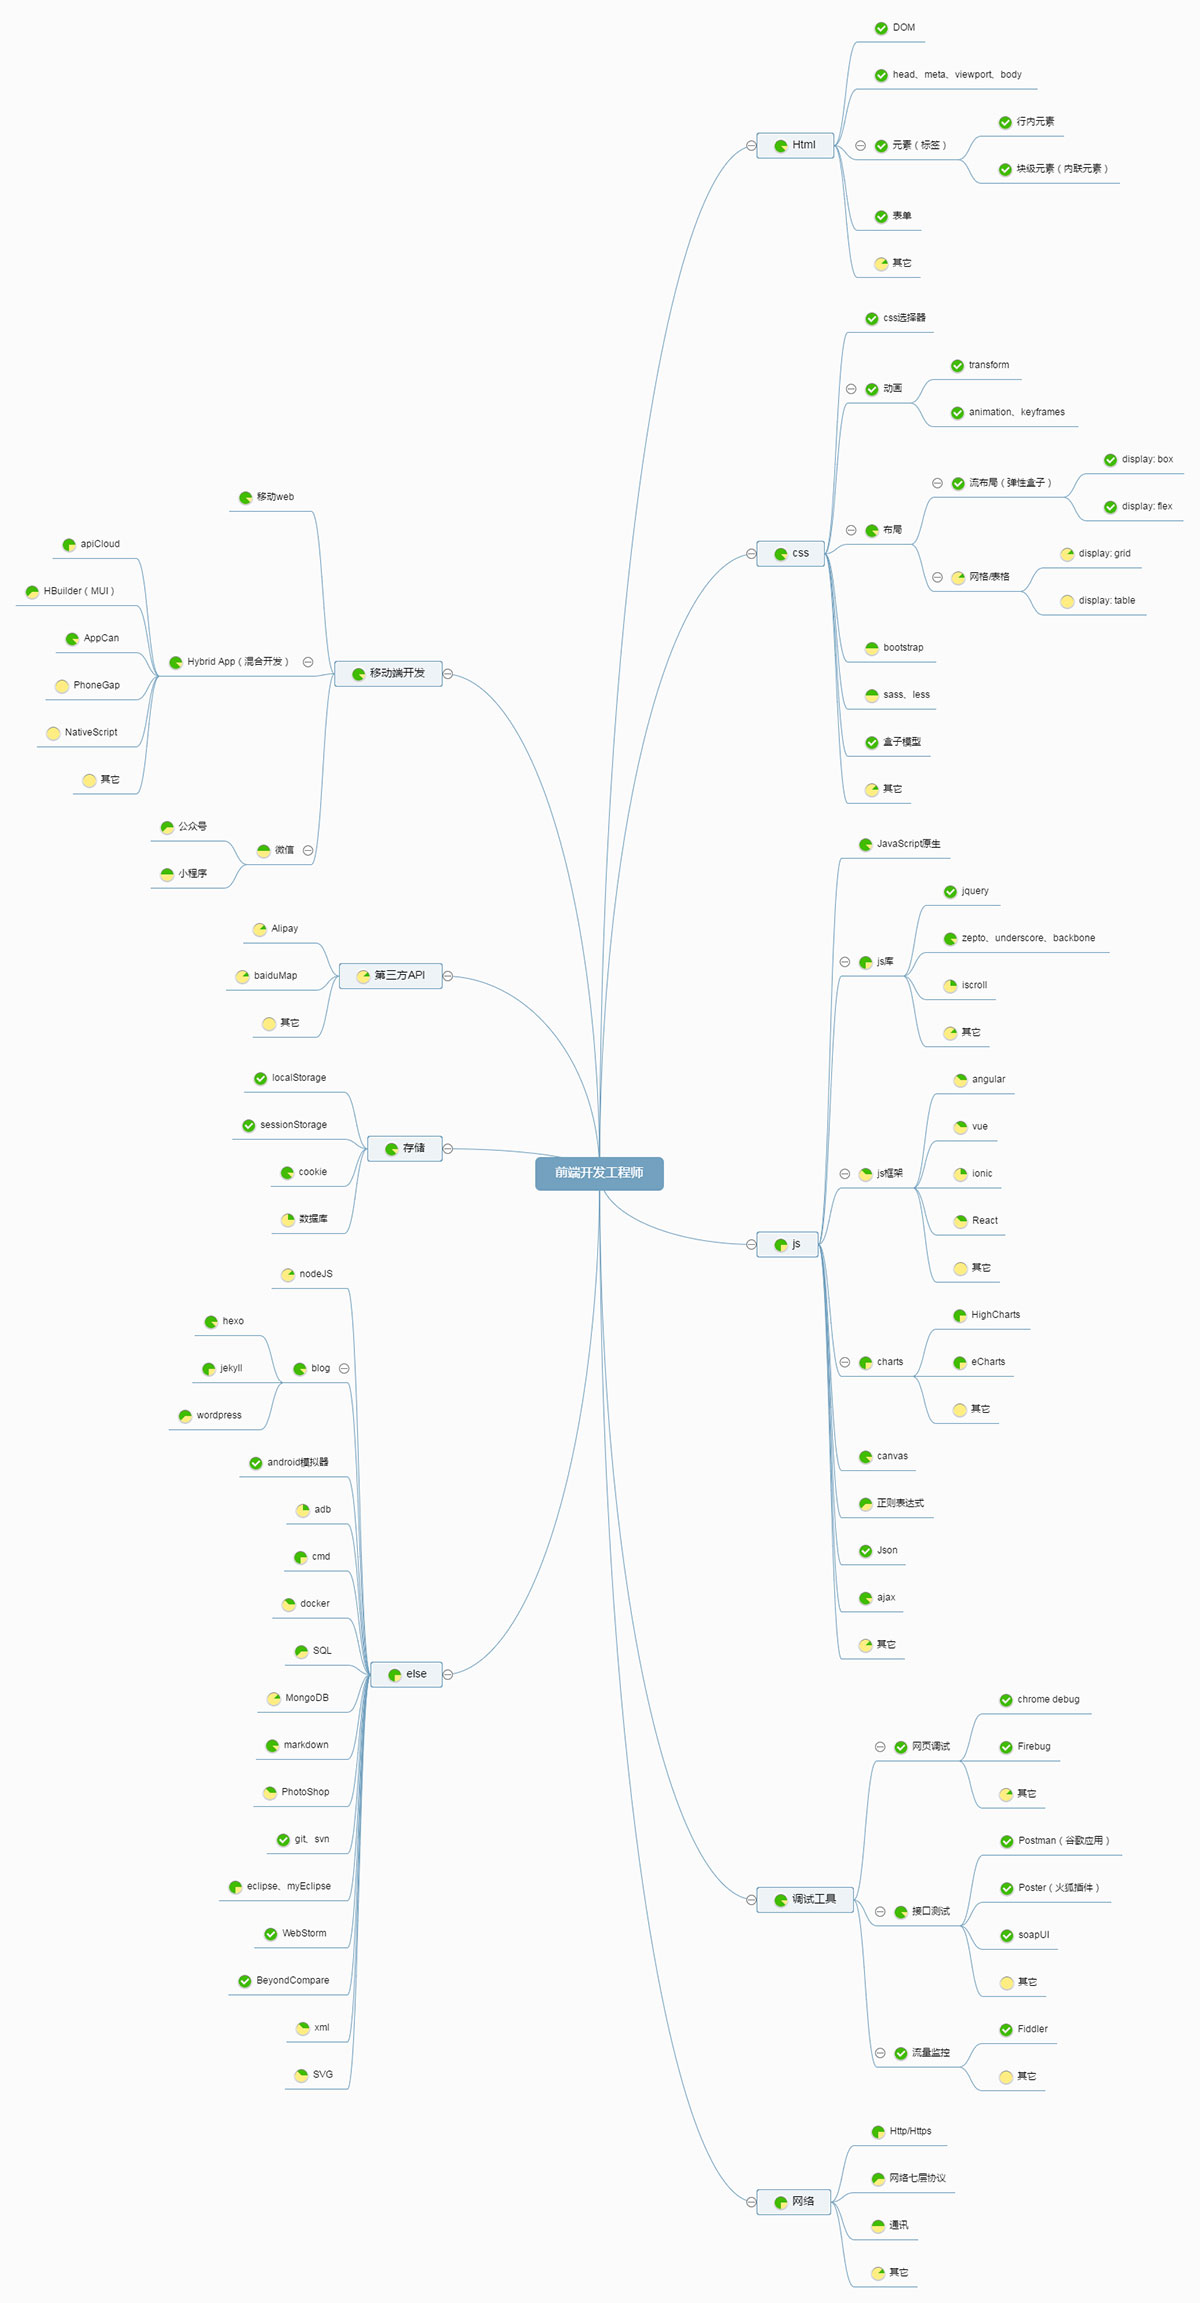 前端开发工程师
Html
DOM
head、meta、viewport、body
元素（标签）
行内元素
块级元素（内联元素）
表单
其它
css
css选择器
动画
transform
animation、keyframes
布局
流布局（弹性盒子）
display: box
display: flex
网格/表格
display: grid
display: table
bootstrap
sass、less
盒子模型
其它
js
JavaScript原生
js库
jquery
zepto、underscore、backbone
iscroll
其它
js框架
angular
vue
ionic
React
其它
charts
HighCharts
eCharts
其它
canvas
正则表达式
Json
ajax
其它
调试工具
网页调试
chrome debug
Firebug
其它
接口测试
Postman（谷歌应用）
Poster（火狐插件）
soapUI
其它
流量监控
Fiddler
其它
网络
Http/Https
网络七层协议
通讯
其它
移动端开发
移动web
Hybrid App（混合开发）
apiCloud
HBuilder（MUI）
AppCan
PhoneGap
NativeScript
其它
微信
公众号
小程序
第三方API
Alipay
baiduMap
其它
存储
localStorage
sessionStorage
cookie
数据库
else
nodeJS
blog
hexo
jekyll
wordpress
android模拟器
adb
cmd
docker
SQL
MongoDB
markdown
PhotoShop
git、svn
eclipse、myEclipse
WebStorm
BeyondCompare
xml
SVG